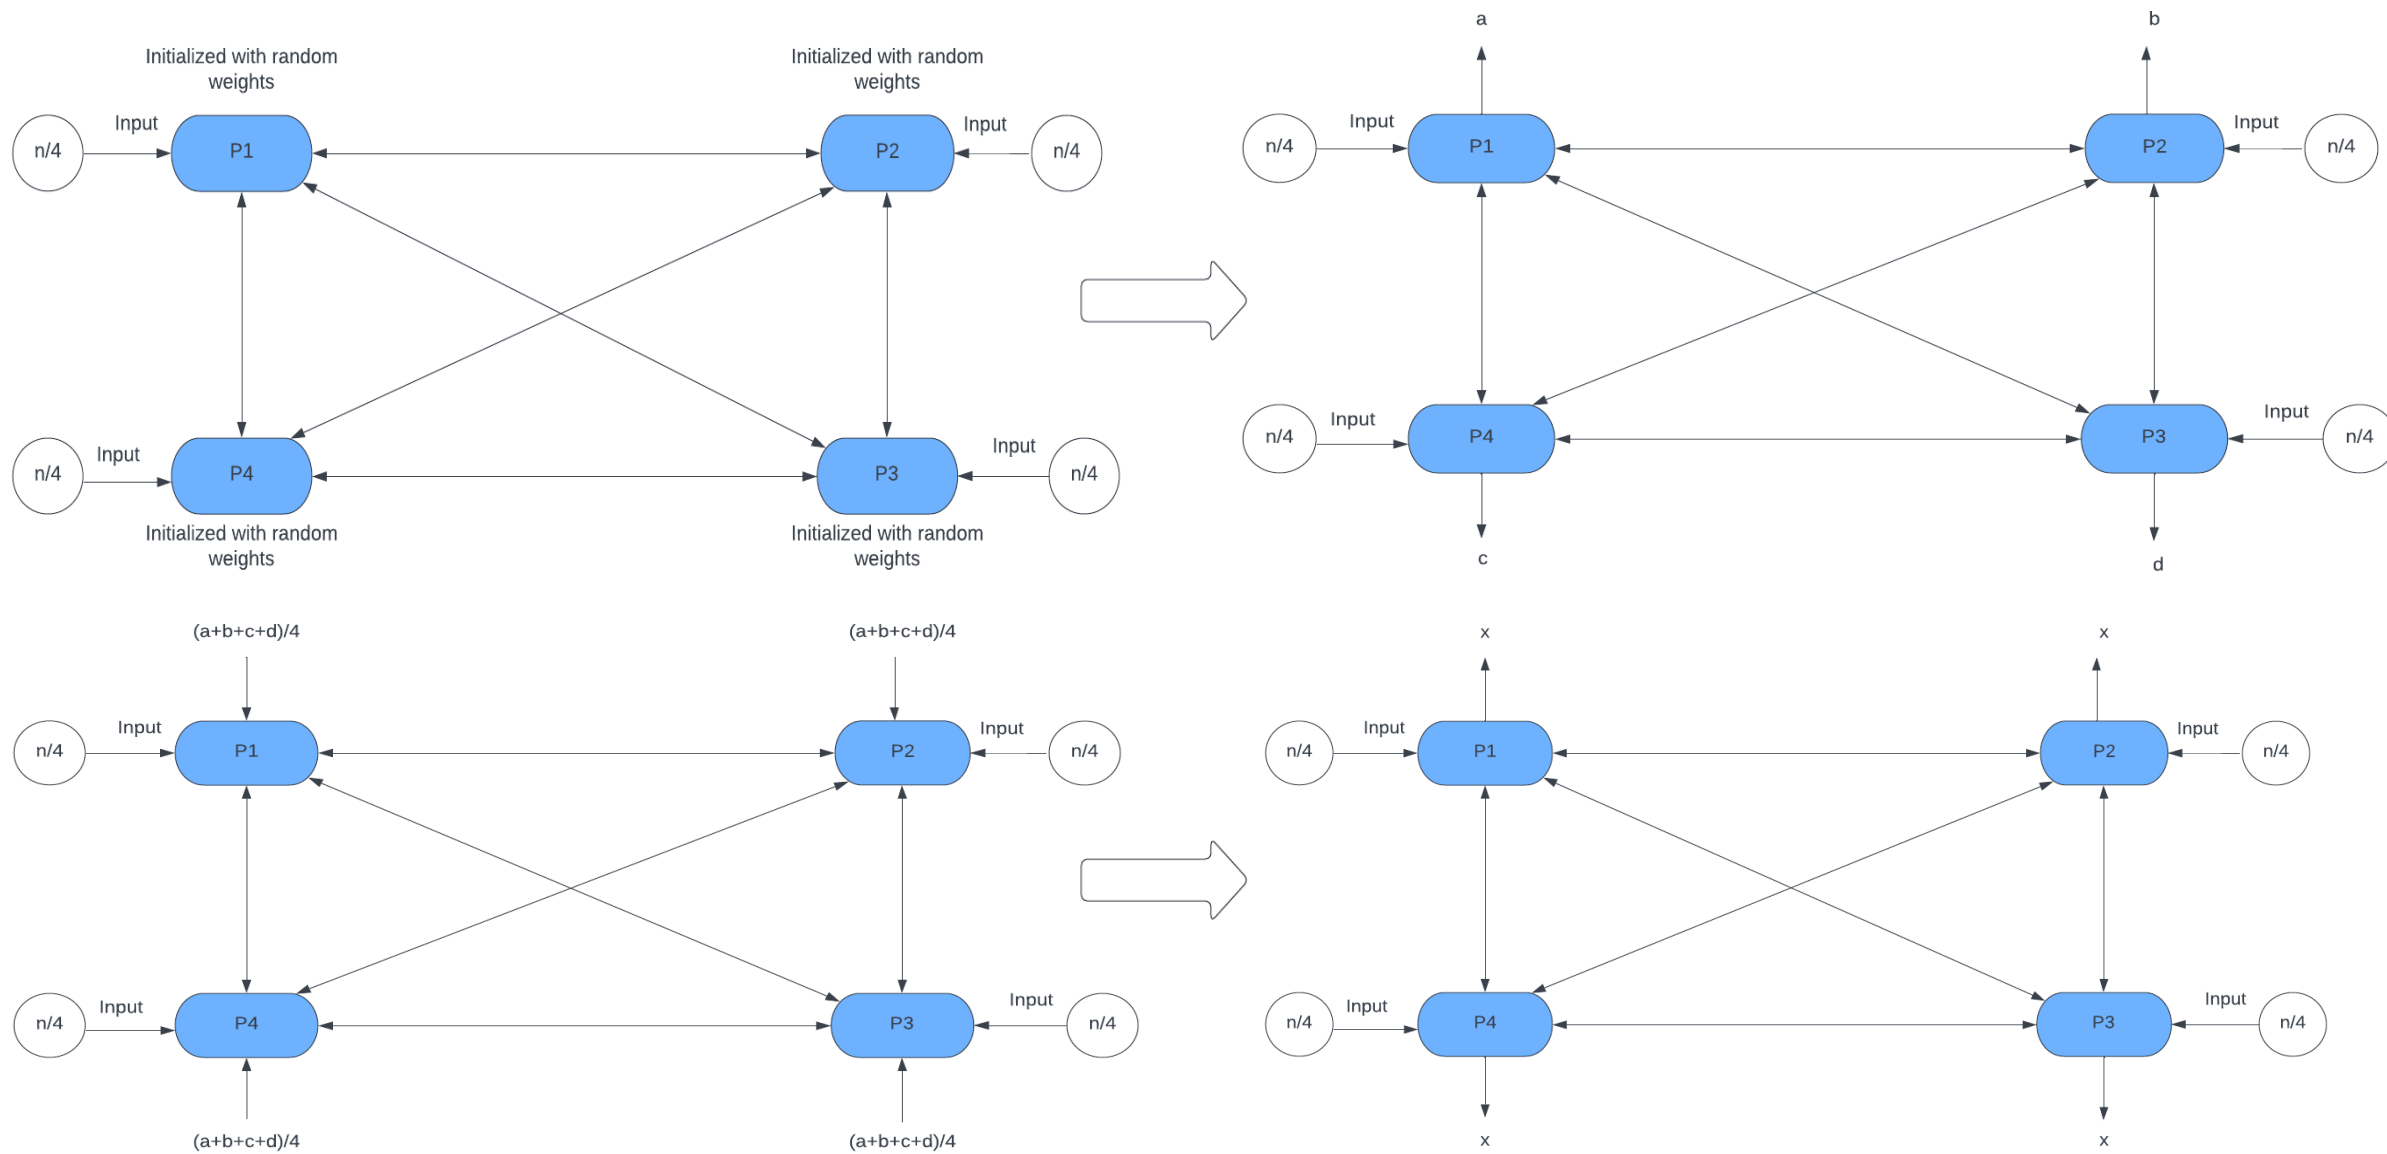 Initialized with random
weights
Initialized with random
weights
n/4
Input
P1
P2
Input
n/4
n/4
Input
P4
P3
Input
n/4
Initialized with random
weights
Initialized with random
weights
a
b
n/4
Input
P1
P2
Input
n/4
n/4
Input
P4
P3
Input
n/4
c
d
(a+b+c+d)/4
(a+b+c+d)/4
n/4
Input
P1
P2
Input
n/4
n/4
Input
P4
P3
Input
n/4
(a+b+c+d)/4
(a+b+c+d)/4
x
x
n/4
Input
P1
P2
Input
n/4
n/4
Input
P4
P3
Input
n/4
x
x